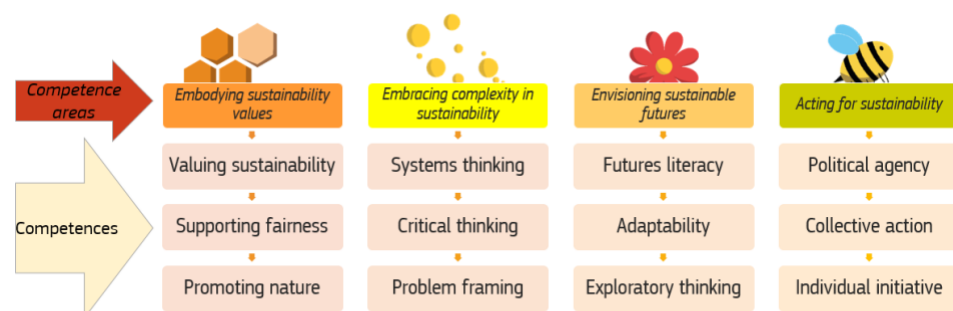 Competence
areas
Embodying sustainability
values
Embracing complexity in
sustainability
Envisioning sustainable
futures
Acting for sustainability
Competences
Valuing sustainability
Systems thinking
Futures literacy
Political agency
Supporting fairness
Critical thinking
Adaptability
Collective action
Promoting nature
Problem framing
Exploratory thinking
Individual initiative